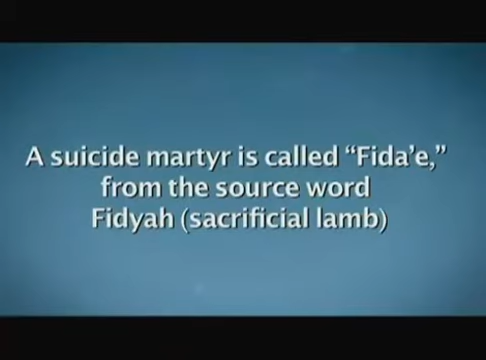 A suicide martyr is called “Fida’e,”
from the source word
Fidyah (sacrificial lamb)